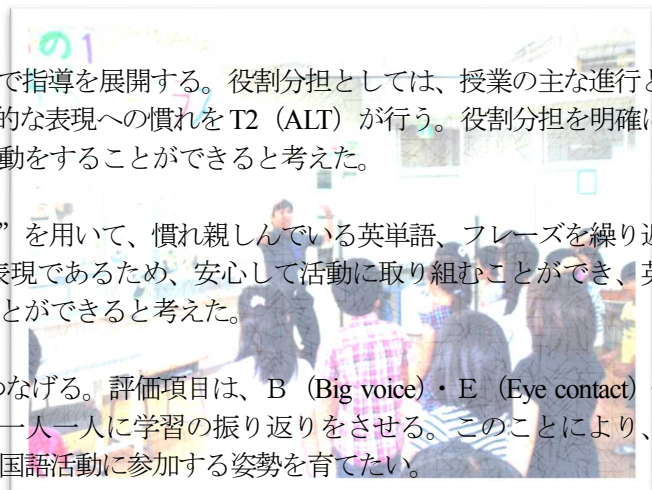 の1
で指導を展開する。役割分担としては、授業の主な進行と
的な表現への慣れを T2（ALT）が行う。役割分担を明確に
動をすることができると考えた。
”を用いて、慣れ親しんでいる英単語、フレーズを繰り返
表現であるため、安心して活動に取り組むことができ、英
とができると考えた。
つなげる。評価項目は、Ｂ（Big voice）・Ｅ（Eye contact）・
一人一人に学習の振り返りをさせる。このことにより、
国語活動に参加する姿勢を育てたい。